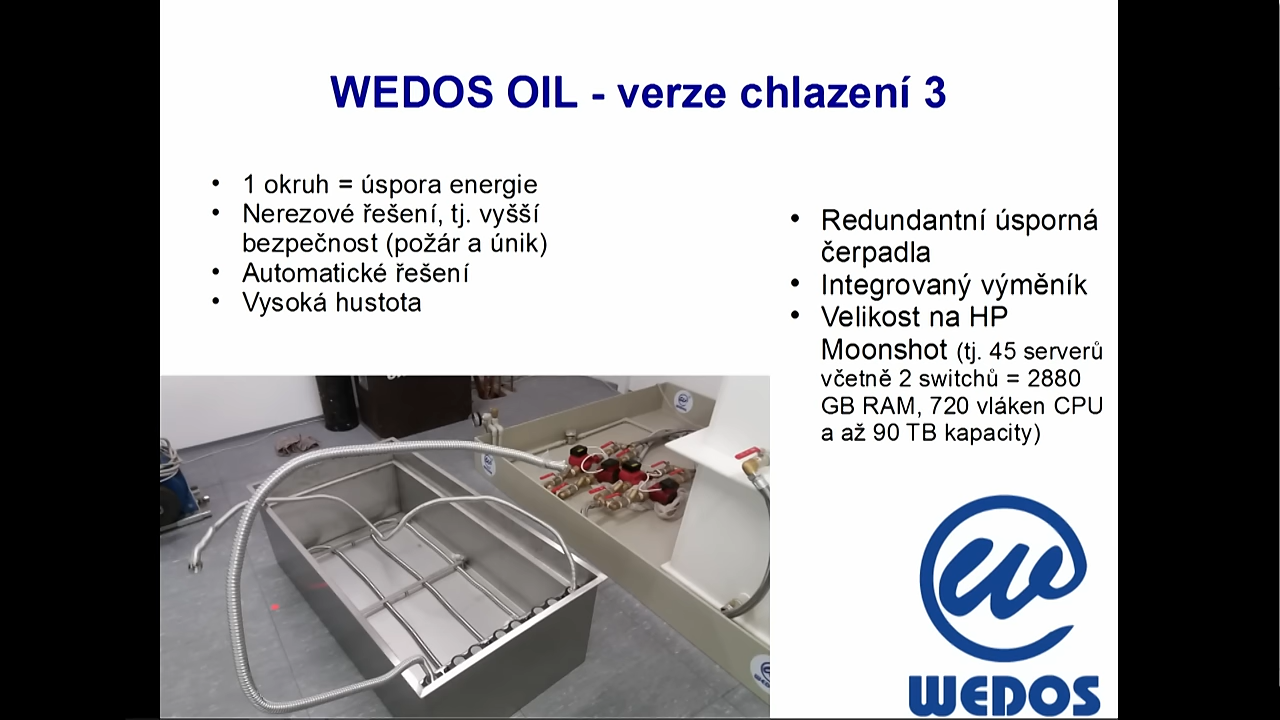 WEDOS OIL - verze chlazení 3
• 1 okruh = úspora energie
• Nerezové řešení, tj. vyšší
bezpečnost (požár a únik)
• Automatické řešení
• Vysoká hustota
• Redundantní úsporná
čerpadla
• Integrovaný výměník
• Velikost na HP
Moonshot (tj. 45 serverů
včetně 2 switchů = 2880
GB RAM, 720 vláken CPU
a až 90 TB kapacity)
WEDOS